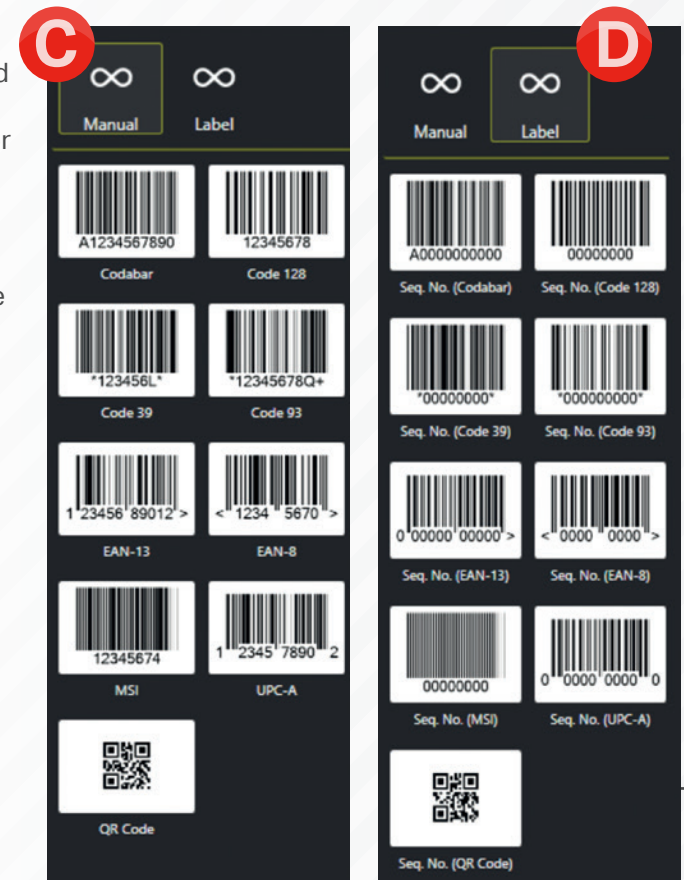 d
r
e
C
Manual Label
A1234567890 12345678
Codabar Code 128
*123456L* *12345678Q+
Code 39 Code 93
1 23456 89012 > < 1234 5670 >
EAN-13 EAN-8
12345674 1 2345 7890 2
MSI UPC-A
QR Code
D
Manual Label
A0000000000 00000000
Seq. No. (Codabar) Seq. No. (Code 128)
*00000000* *000000000*
Seq. No. (Code 39) Seq. No. (Code 93)
0 00000 00000 > < 0000 0000 >
Seq. No. (EAN-13) Seq. No. (EAN-8)
00000000 0 0000 0000 0
Seq. No. (MSI) Seq. No. (UPC-A)
Seq. No. (QR Code)